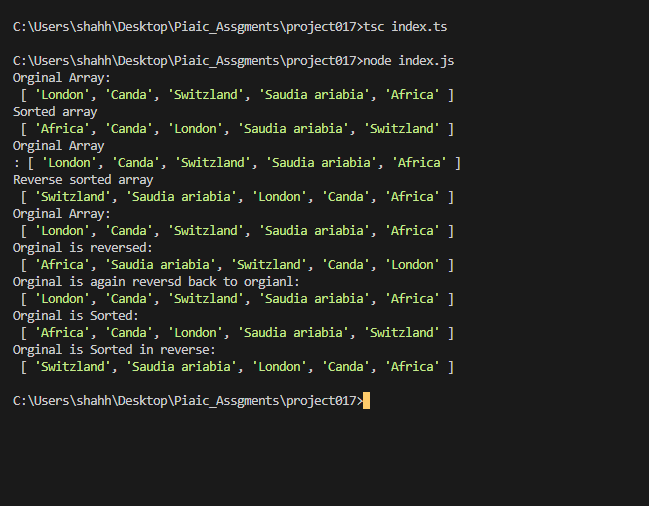 C:\Users\shahh\Desktop\Piaic_Assgments\project017>tsc index.ts
C:\Users\shahh\Desktop\Piaic_Assgments\project017>node index.js
Orginal Array:
[ 'London', 'Canda', 'Switzland', 'Saudia ariabia', 'Africa' ]
Sorted array
[ 'Africa', 'Canda', 'London', 'Saudia ariabia', 'Switzland' ]
Orginal Array
: [ 'London', 'Canda', 'Switzland', 'Saudia ariabia', 'Africa' ]
Reverse sorted array
[ 'Switzland', 'Saudia ariabia', 'London', 'Canda', 'Africa' ]
Orginal Array:
[ 'London', 'Canda', 'Switzland', 'Saudia ariabia', 'Africa' ]
Orginal is reversed:
[ 'Africa', 'Saudia ariabia', 'Switzland', 'Canda', 'London' ]
Orginal is again reversd back to orgianl:
[ 'London', 'Canda', 'Switzland', 'Saudia ariabia', 'Africa' ]
Orginal is Sorted:
[ 'Africa', 'Canda', 'London', 'Saudia ariabia', 'Switzland' ]
Orginal is Sorted in reverse:
[ 'Switzland', 'Saudia ariabia', 'London', 'Canda', 'Africa' ]
C:\Users\shahh\Desktop\Piaic_Assgments\project017>